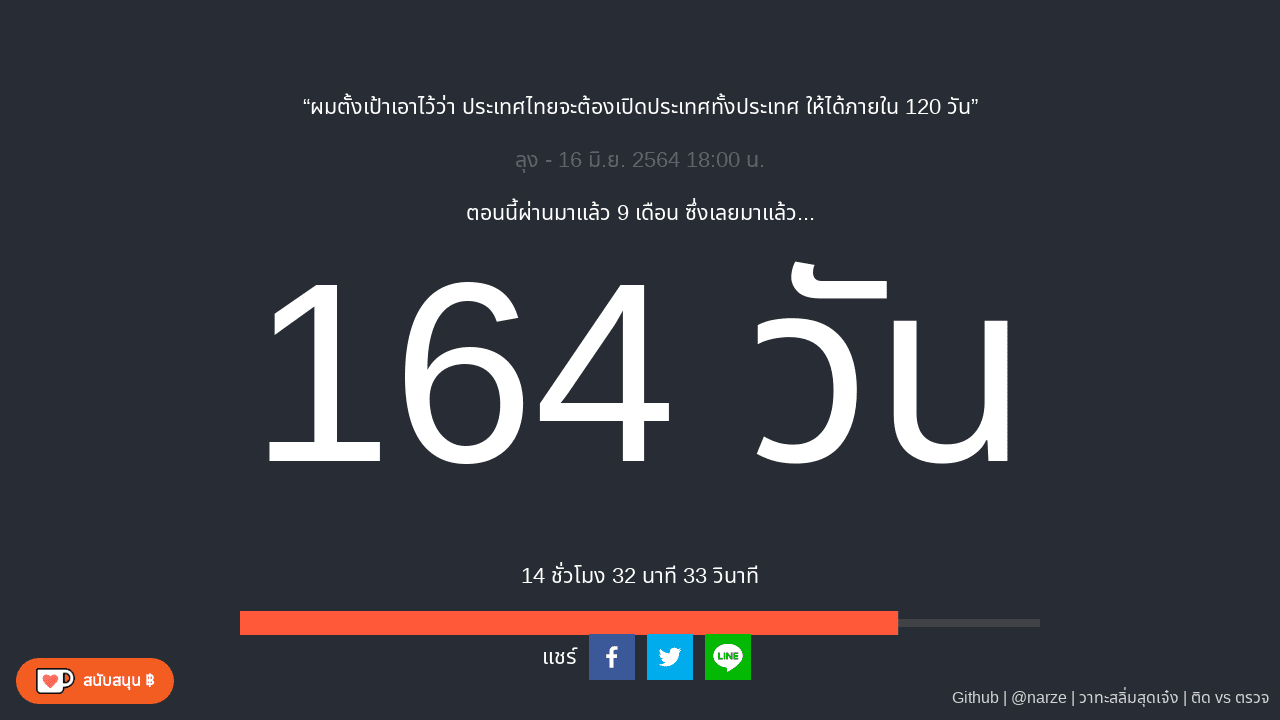 “ผมตั้งเป้าเอาไว้ว่า ประเทศไทยจะต้องเปิดประเทศทั้งประเทศ ให้ได้ภายใน 120 วัน”
ลุง - 16 มิ.ย. 2564 18:00 น.
ตอนนี้ผ่านมาแล้ว 9 เดือน ซึ่งเลยมาแล้ว...
164 วัน
14 ชั่วโมง 32 นาที 33 วินาที
แชร์
LINE
สนับสนุน ฿
Github | @narze | วาทะสลิ่มสุดเจ๋ง | ติด vs ตรวจ